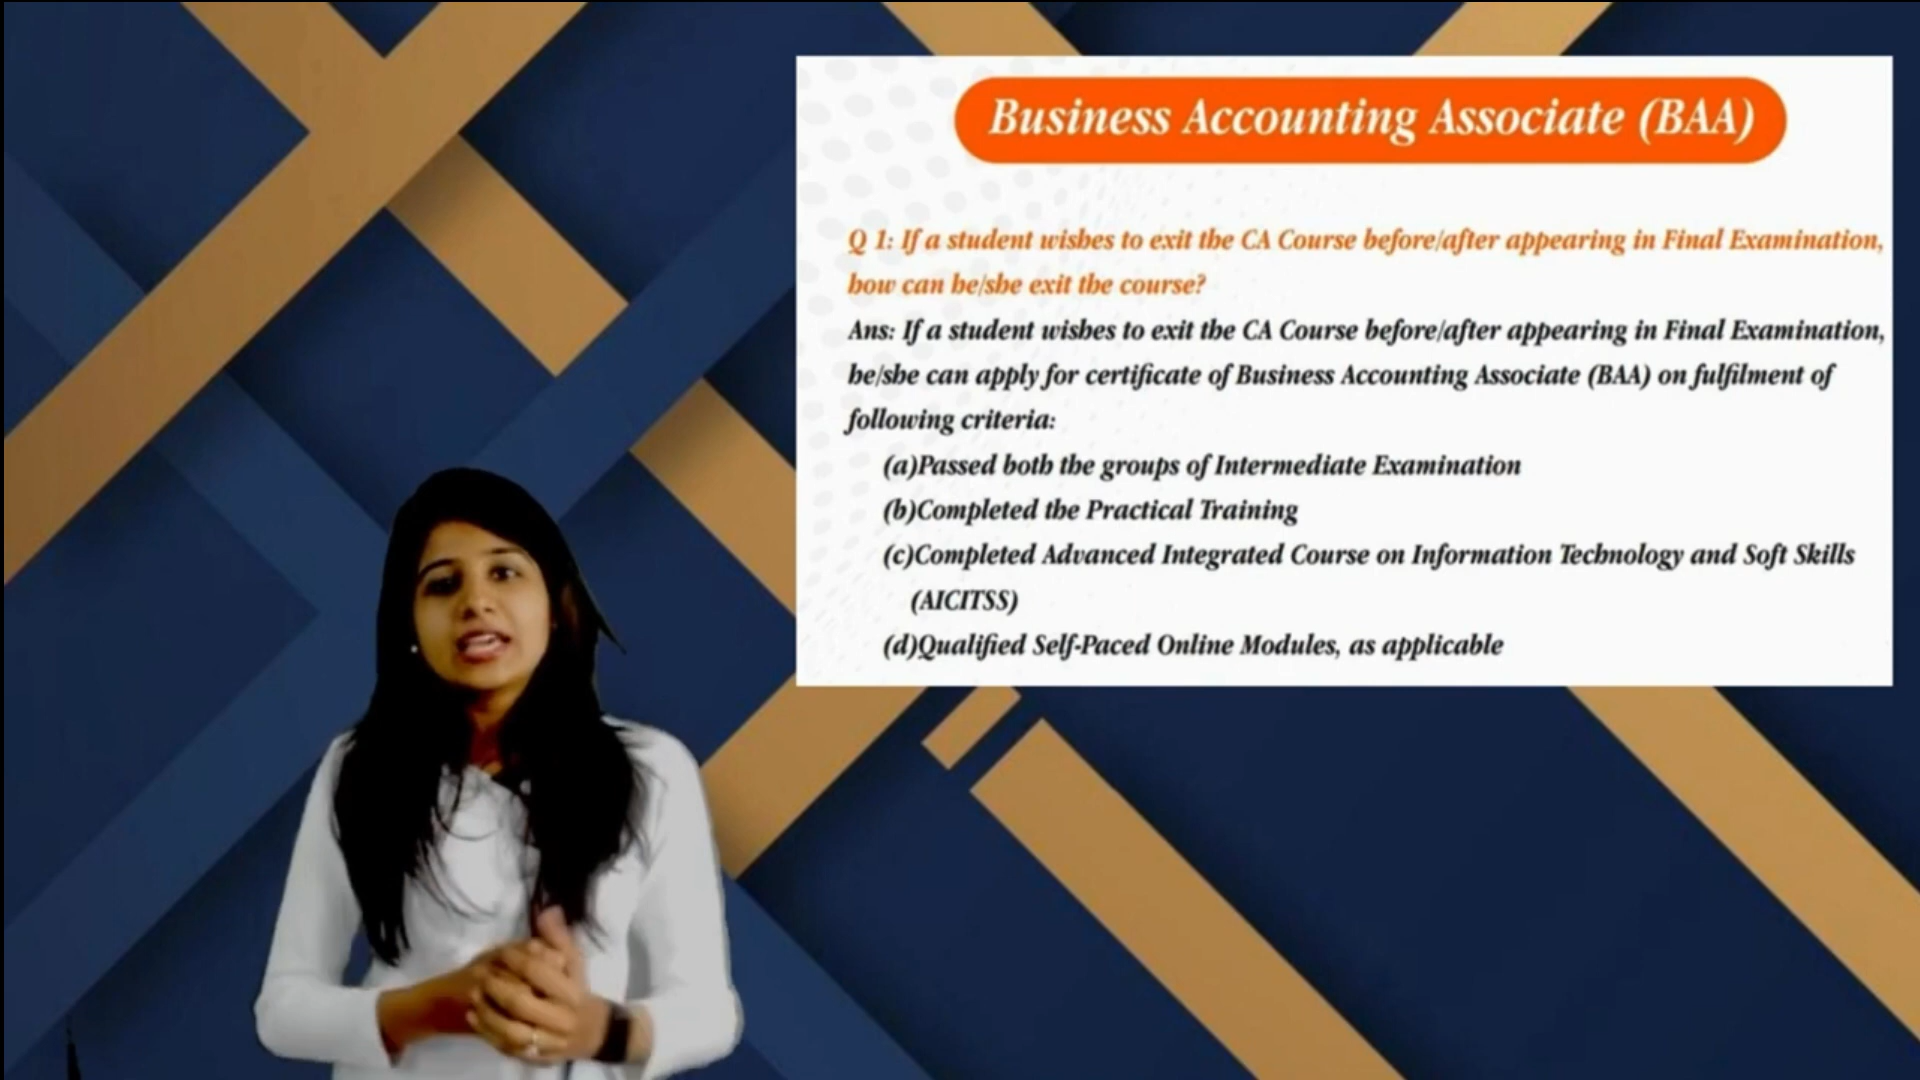 Business Accounting Associate (BAA)
Q 1: If a student wishes to exit the CA Course before/after appearing in Final Examination,
how can he/she exit the course?
Ans: If a student wishes to exit the CA Course before/after appearing in Final Examination,
he/she can apply for certificate of Business Accounting Associate (BAA) on fulfilment of
following criteria:
(a)Passed both the groups of Intermediate Examination
(b)Completed the Practical Training
(c)Completed Advanced Integrated Course on Information Technology and Soft Skills
(AICITSS)
(d)Qualified Self-Paced Online Modules, as applicable